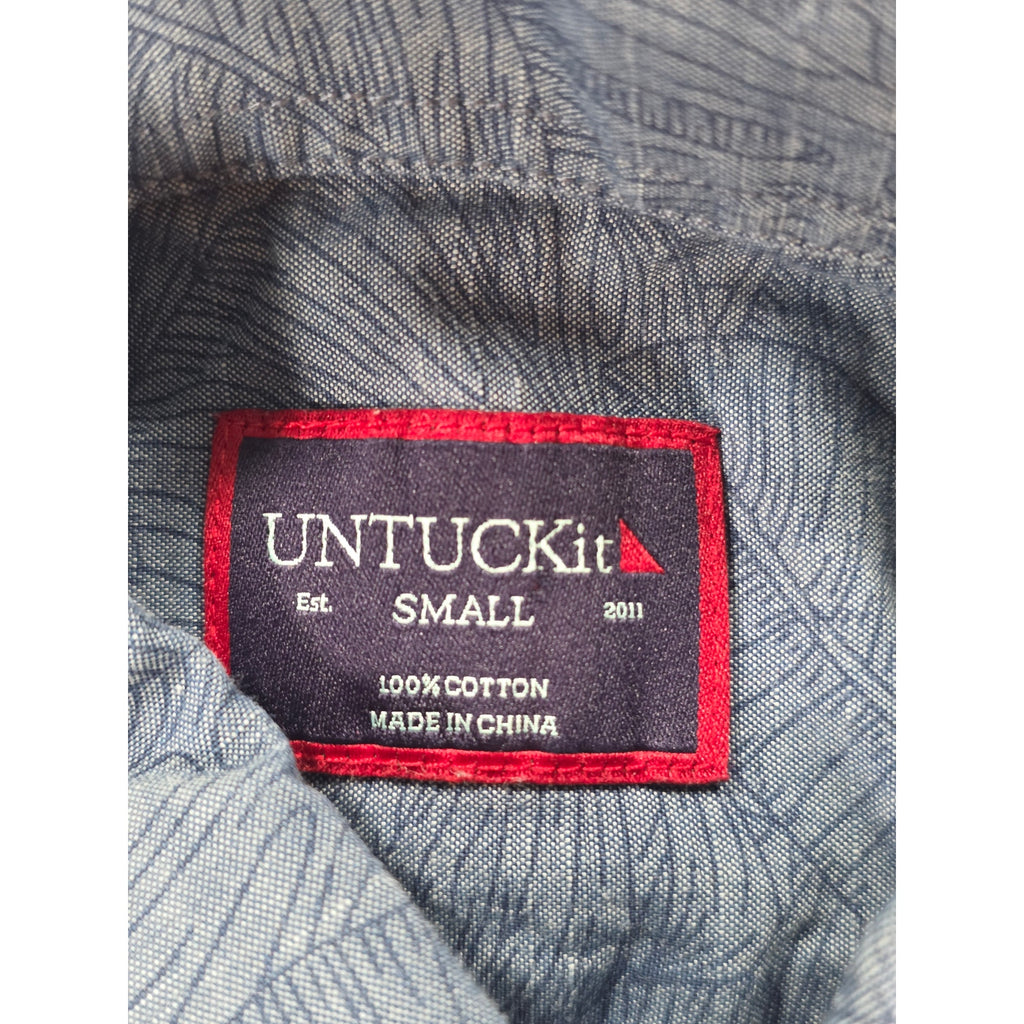 UNTUCKit
Est. SMALL 2011
100% COTTON
MADE IN CHINA